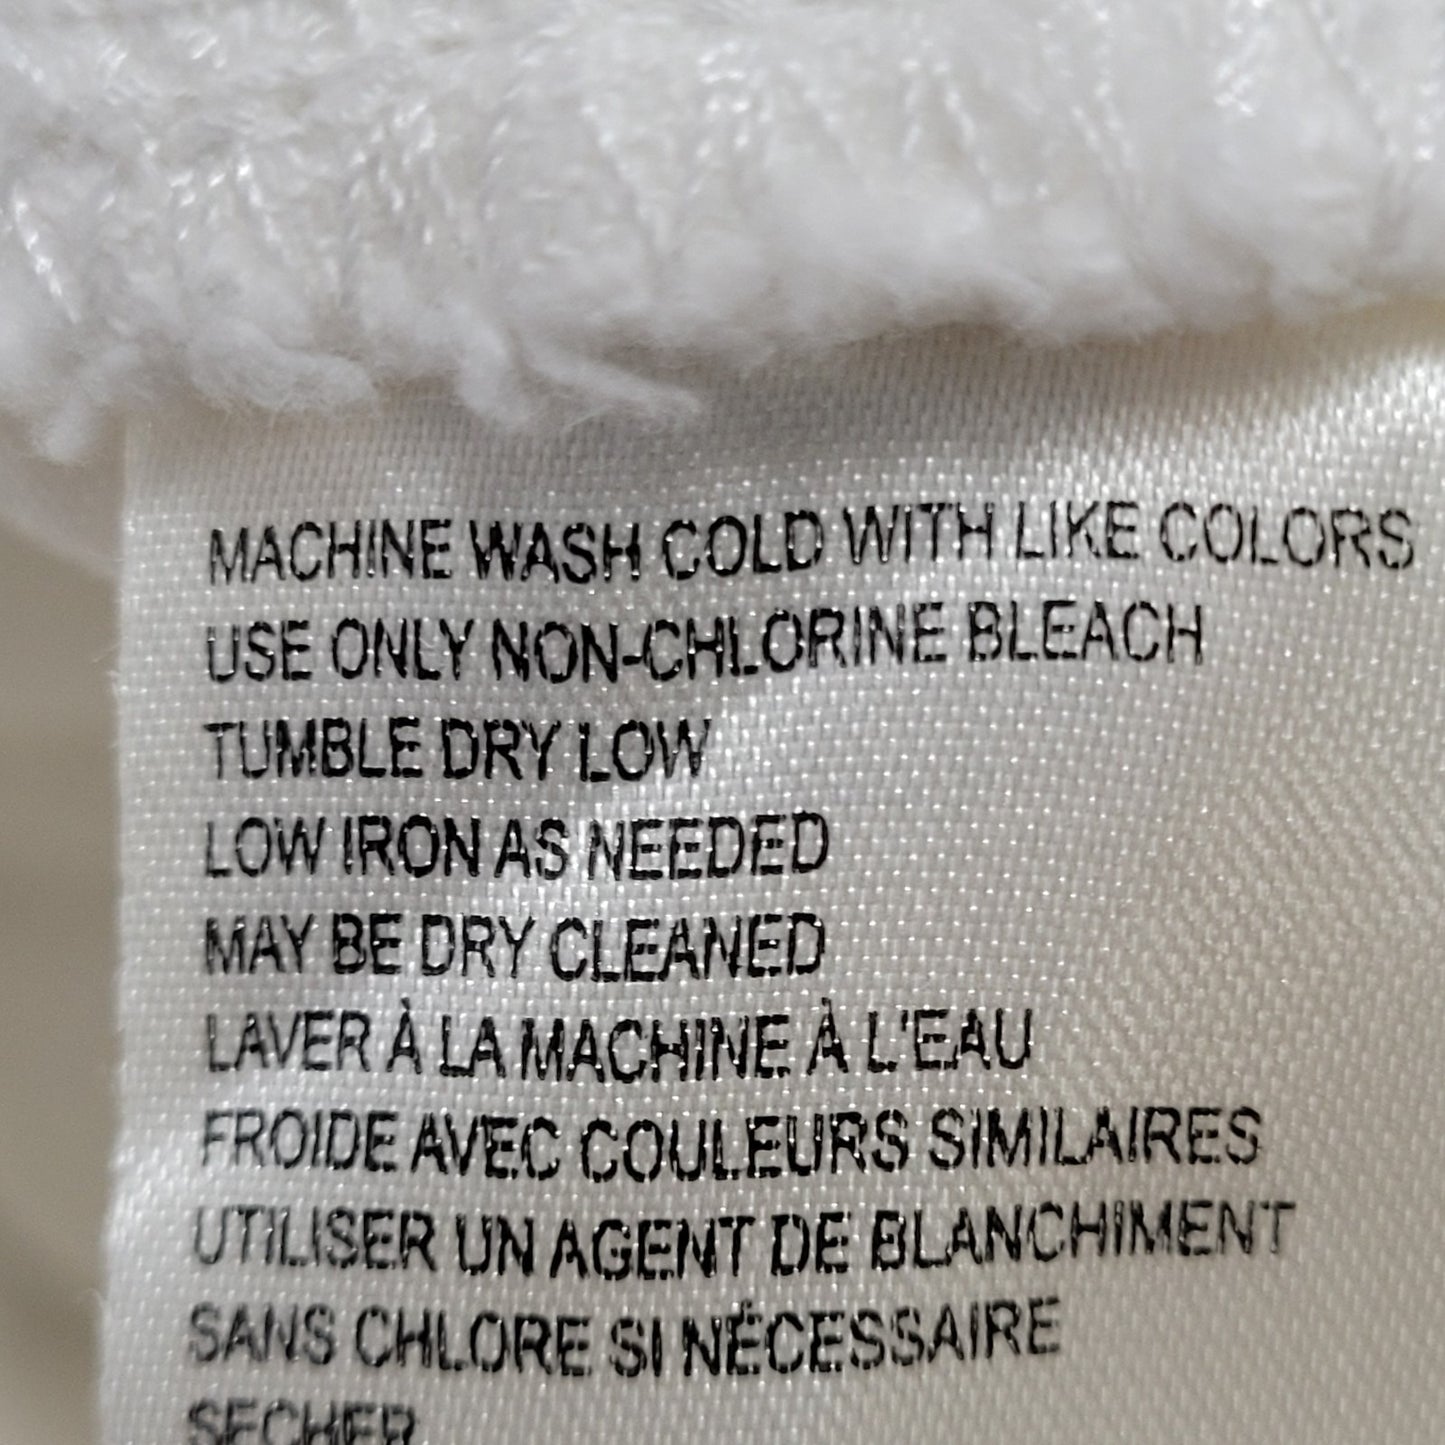 MACHINE WASH COLD WITH LIKE COLORS
USE ONLY NON-CHLORINE BLEACH
TUMBLE DRY LOW
LOW IRON AS NEEDED
MAY BE DRY CLEANED
LAVER À LA MACHINE À L'EAU
FROIDE AVEC COULEURS SIMILAIRES
UTILISER UN AGENT DE BLANCHIMENT
SANS CHLORE SI NÉCESSAIRE
SECHER